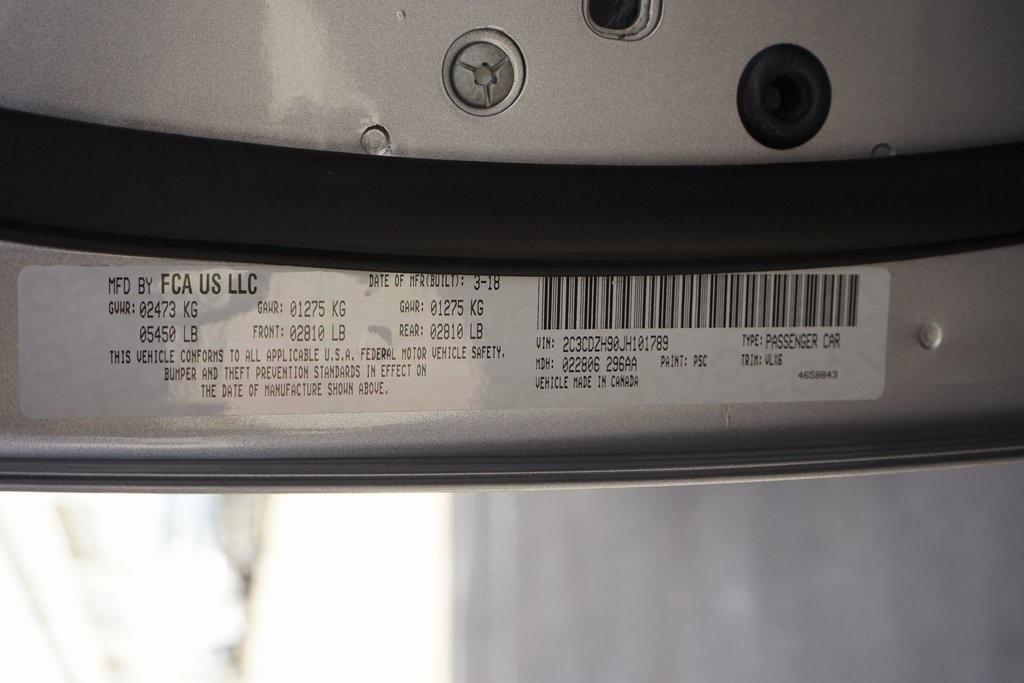 MFD BY FCA US LLC DATE OF MFR(BUILT): 3-18
GVWR: 02473 KG GAWR: 01275 KG GAWR: 01275 KG
05450 LB FRONT: 02810 LB REAR: 02810 LB
THIS VEHICLE CONFORMS TO ALL APPLICABLE U.S.A. FEDERAL MOTOR VEHICLE SAFETY,
BUMPER AND THEFT PREVENTION STANDARDS IN EFFECT ON
THE DATE OF MANUFACTURE SHOWN ABOVE.
VIN: 2C3CDZH90JH101789 TYPE: PASSENGER CAR
MDH: 022806 296AA PAINT: PSC TRIM: VLX6
VEHICLE MADE IN CANADA 4658843